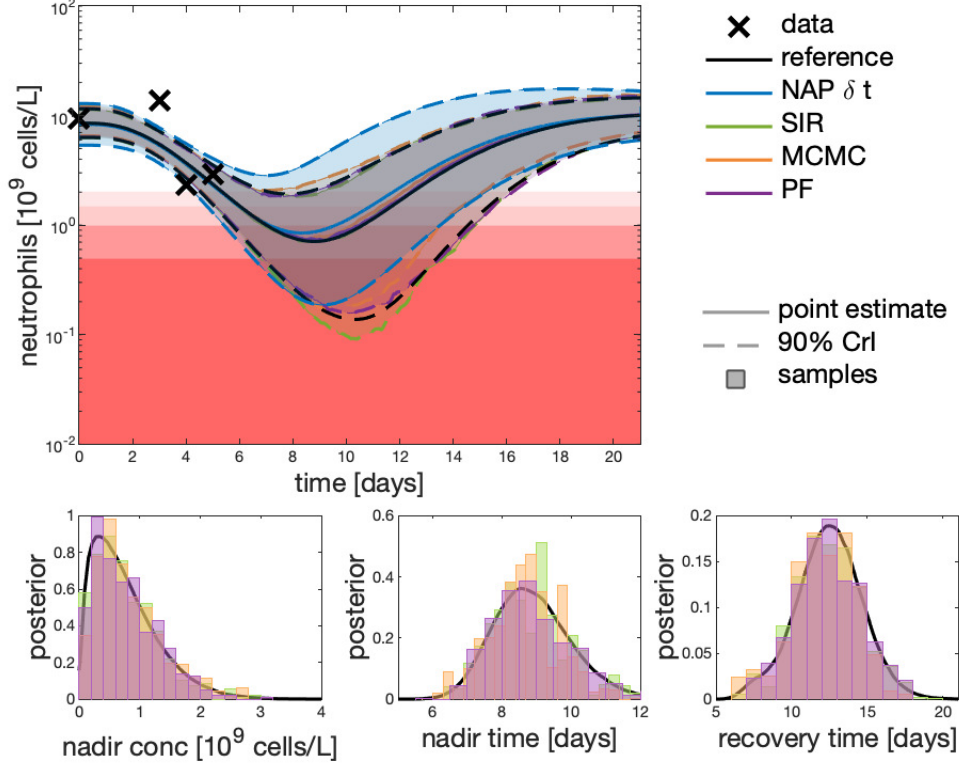 10²
10¹
10⁰
10⁻¹
10⁻²
neutrophils [10⁹ cells/L]
0 2 4 6 8 10 12 14 16 18 20
time [days]
data
reference
NAP δ t
SIR
MCMC
PF
point estimate
90% CrI
samples
1
0.8
0.6
0.4
0.2
0
posterior
0 1 2 3 4
nadir conc [10⁹ cells/L]
0.6
0.4
0.2
0
posterior
6 8 10 12
nadir time [days]
0.2
0.15
0.1
0.05
0
posterior
5 10 15 20
recovery time [days]